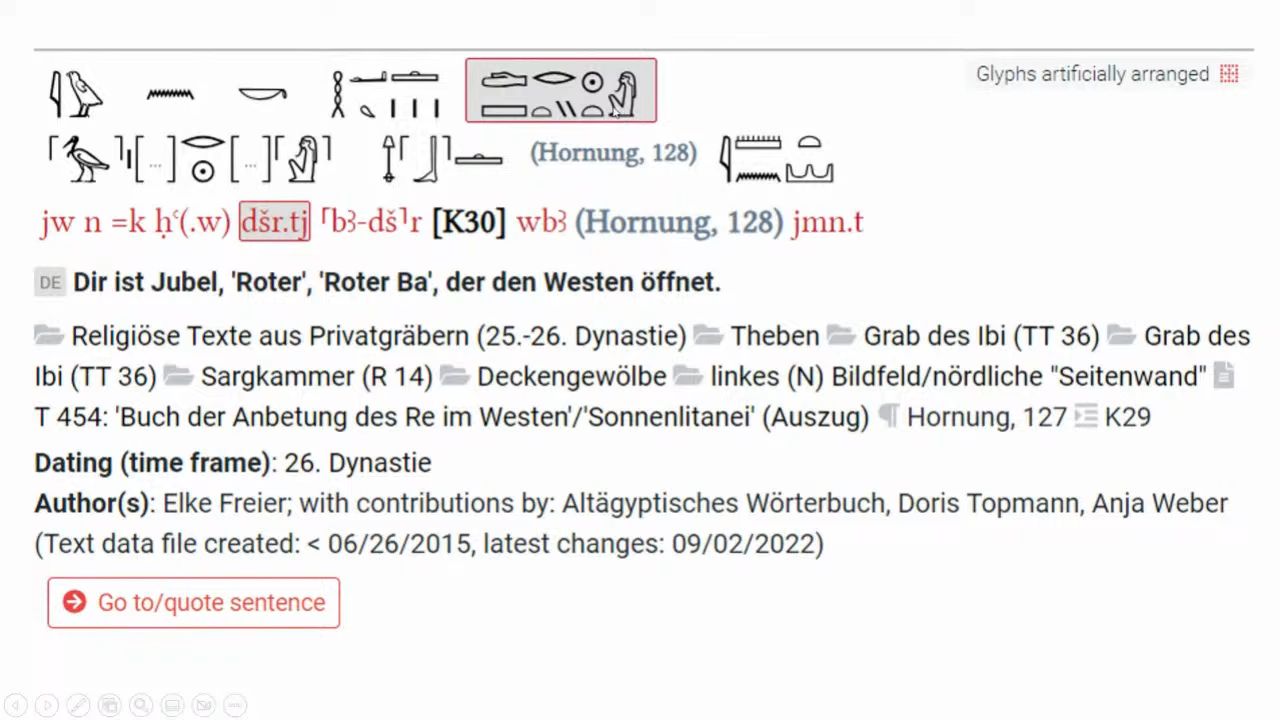 Glyphs artificially arranged
(Hornung, 128)
jw n =k ḥꜥ(.w) dšr.tj ⸢bꜣ-dš⸣r [K30] wbꜣ (Hornung, 128) jmn.t
DE Dir ist Jubel, 'Roter', 'Roter Ba', der den Westen öffnet.
Religiöse Texte aus Privatgräbern (25.-26. Dynastie) Theben Grab des Ibi (TT 36) Grab des
Ibi (TT 36) Sargkammer (R 14) Deckengewölbe linkes (N) Bildfeld/nördliche "Seitenwand"
T 454: 'Buch der Anbetung des Re im Westen'/'Sonnenlitanei' (Auszug) Hornung, 127 K29
Dating (time frame): 26. Dynastie
Author(s): Elke Freier; with contributions by: Altägyptisches Wörterbuch, Doris Topmann, Anja Weber
(Text data file created: < 06/26/2015, latest changes: 09/02/2022)
Go to/quote sentence